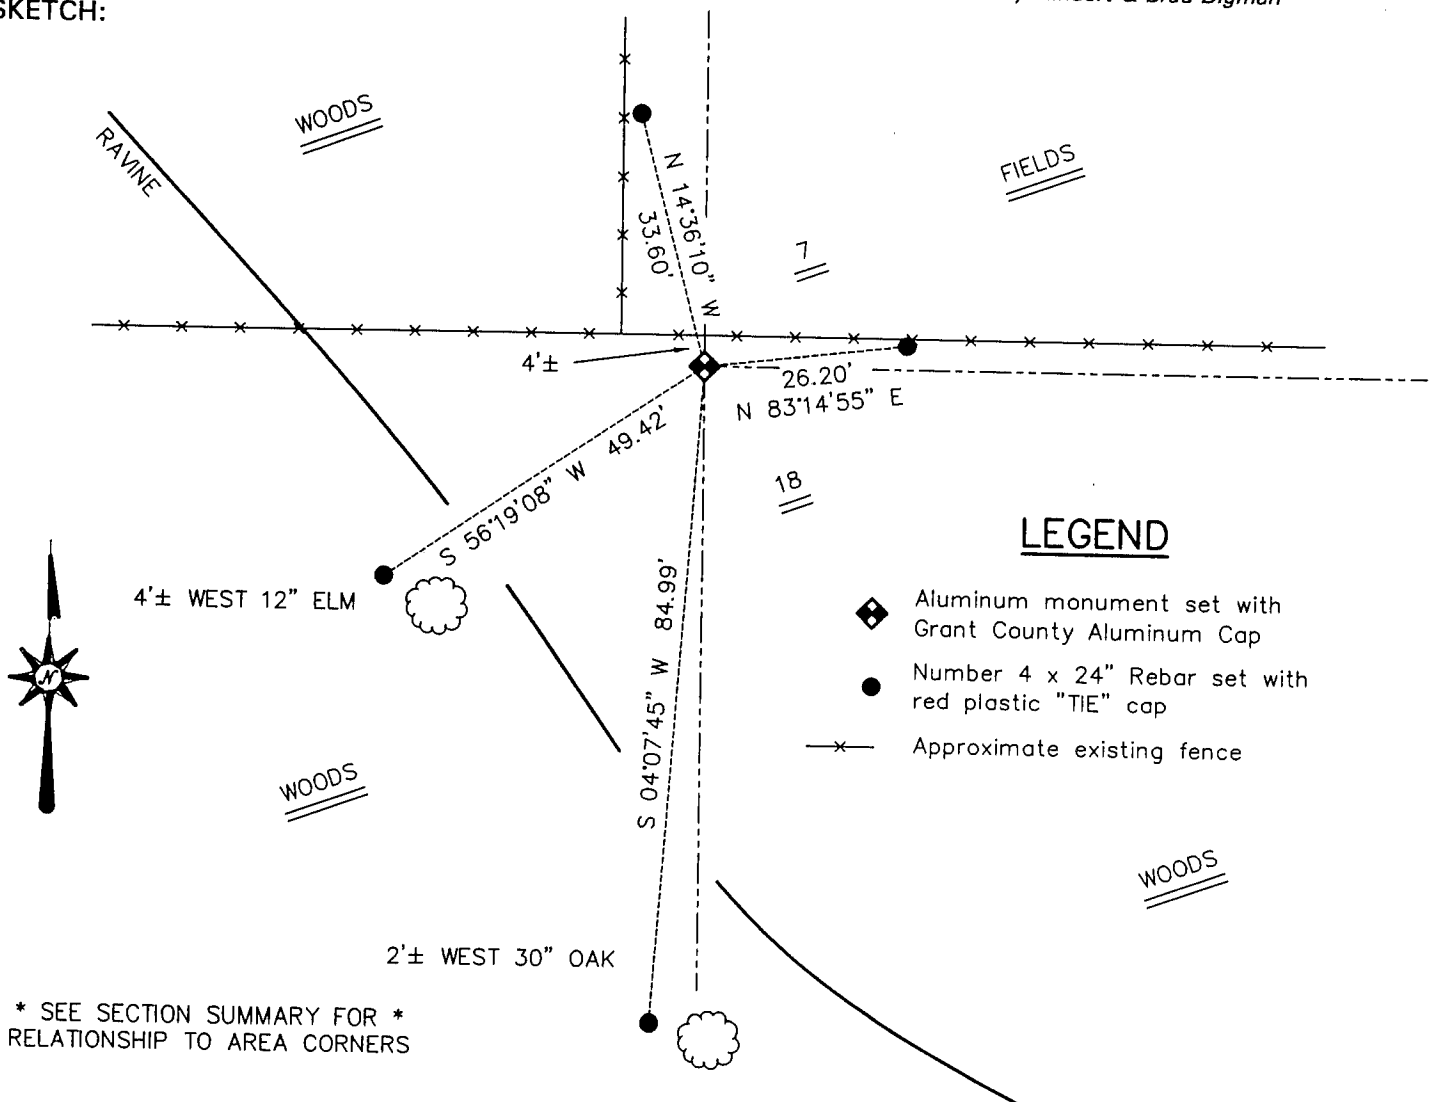 SKETCH:
& Brad Digman
WOODS
RAVINE
FIELDS
N 14°36'10" W
33.60'
7
4'±
26.20'
N 83°14'55" E
S 56°19'08" W 49.42'
18
LEGEND
Aluminum monument set with
Grant County Aluminum Cap
Number 4 x 24" Rebar set with
red plastic "TIE" cap
Approximate existing fence
4'± WEST 12" ELM
N
S 04°07'45" W 84.99'
WOODS
WOODS
2'± WEST 30" OAK
* SEE SECTION SUMMARY FOR *
RELATIONSHIP TO AREA CORNERS